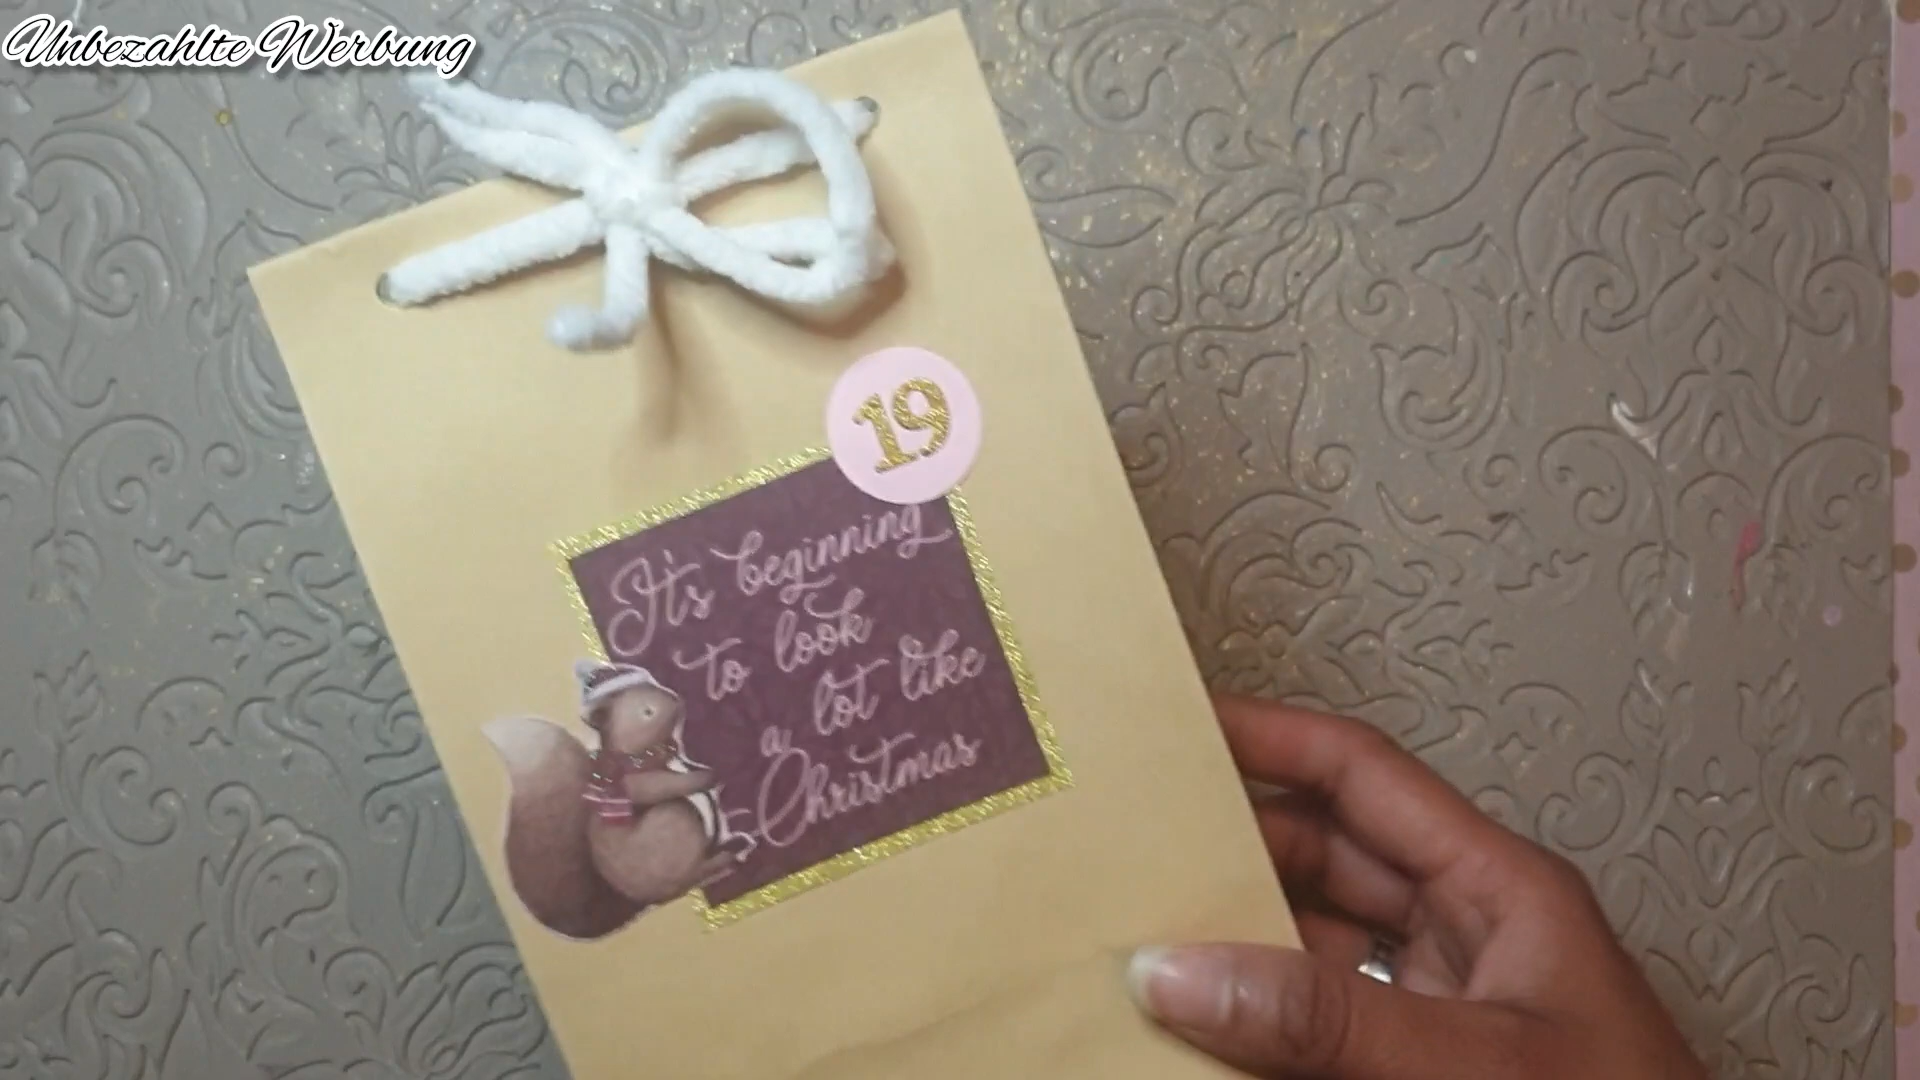 Unbezahlte Werbung
19
It's beginning
to look
a lot like
Christmas